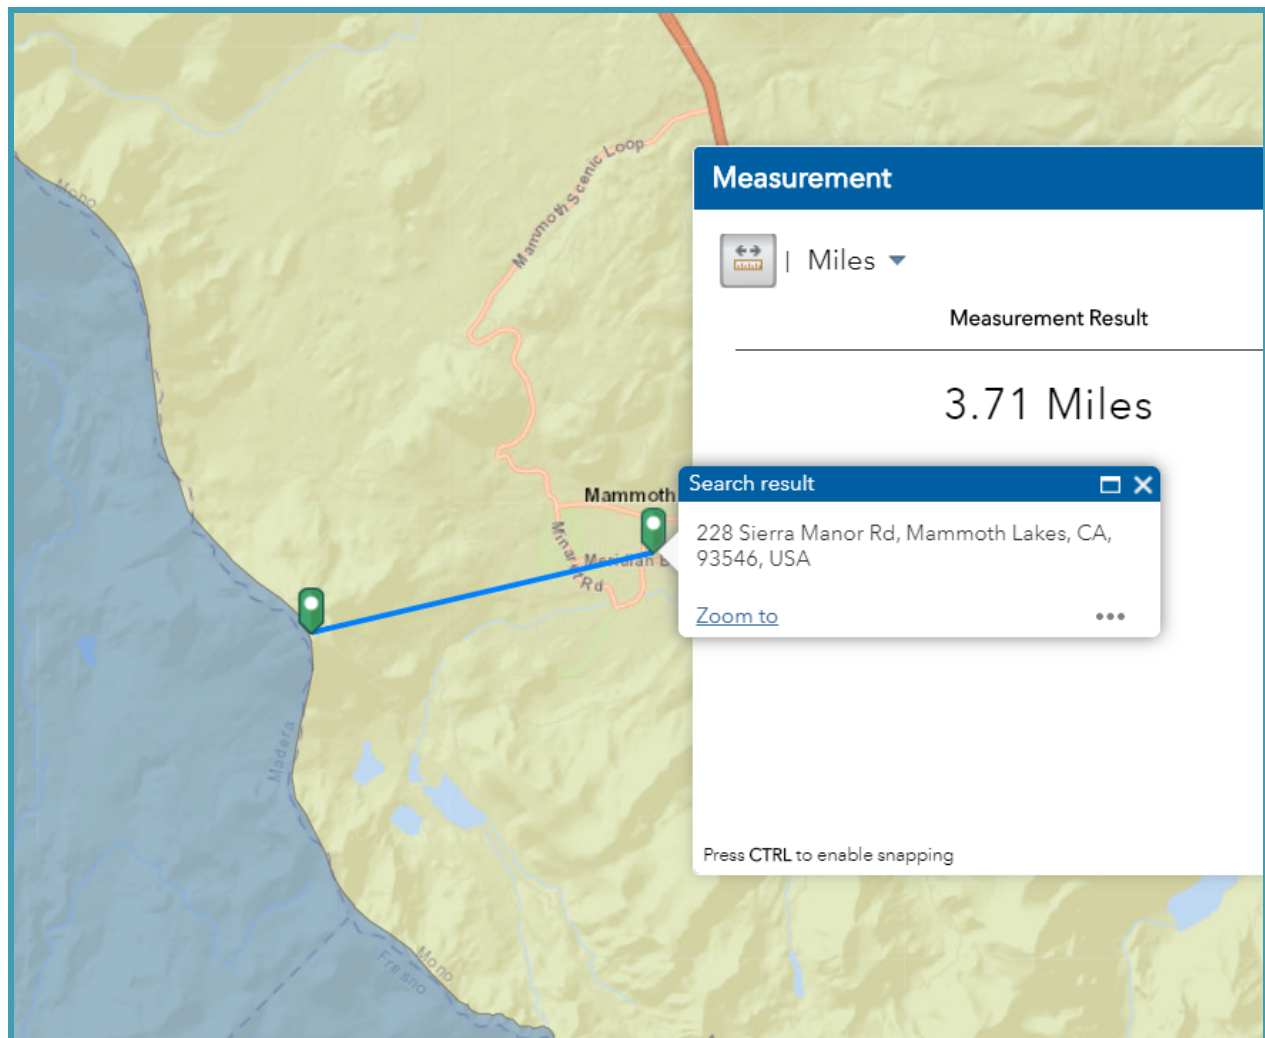 Mono
Mammoth Scenic Loop
Measurement
| Miles
Measurement Result
3.71 Miles
Mammoth
Search result
228 Sierra Manor Rd, Mammoth Lakes, CA,
93546, USA
Zoom to
Minaret Rd
Meridian B
Madera
Press CTRL to enable snapping
Mono
Fresno